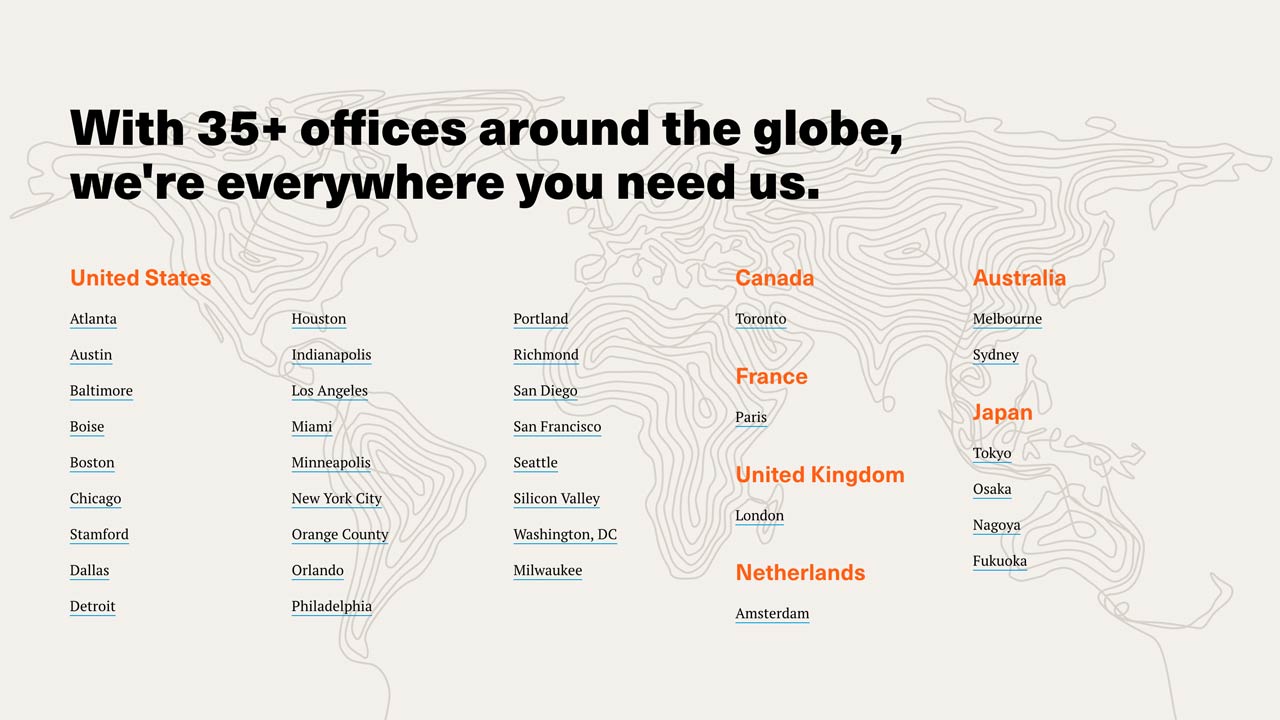 With 35+ offices around the globe,
we're everywhere you need us.
United States
Atlanta
Austin
Baltimore
Boise
Boston
Chicago
Stamford
Dallas
Detroit
Houston
Indianapolis
Los Angeles
Miami
Minneapolis
New York City
Orange County
Orlando
Philadelphia
Portland
Richmond
San Diego
San Francisco
Seattle
Silicon Valley
Washington, DC
Milwaukee
Canada
Toronto
France
Paris
United Kingdom
London
Netherlands
Amsterdam
Australia
Melbourne
Sydney
Japan
Tokyo
Osaka
Nagoya
Fukuoka